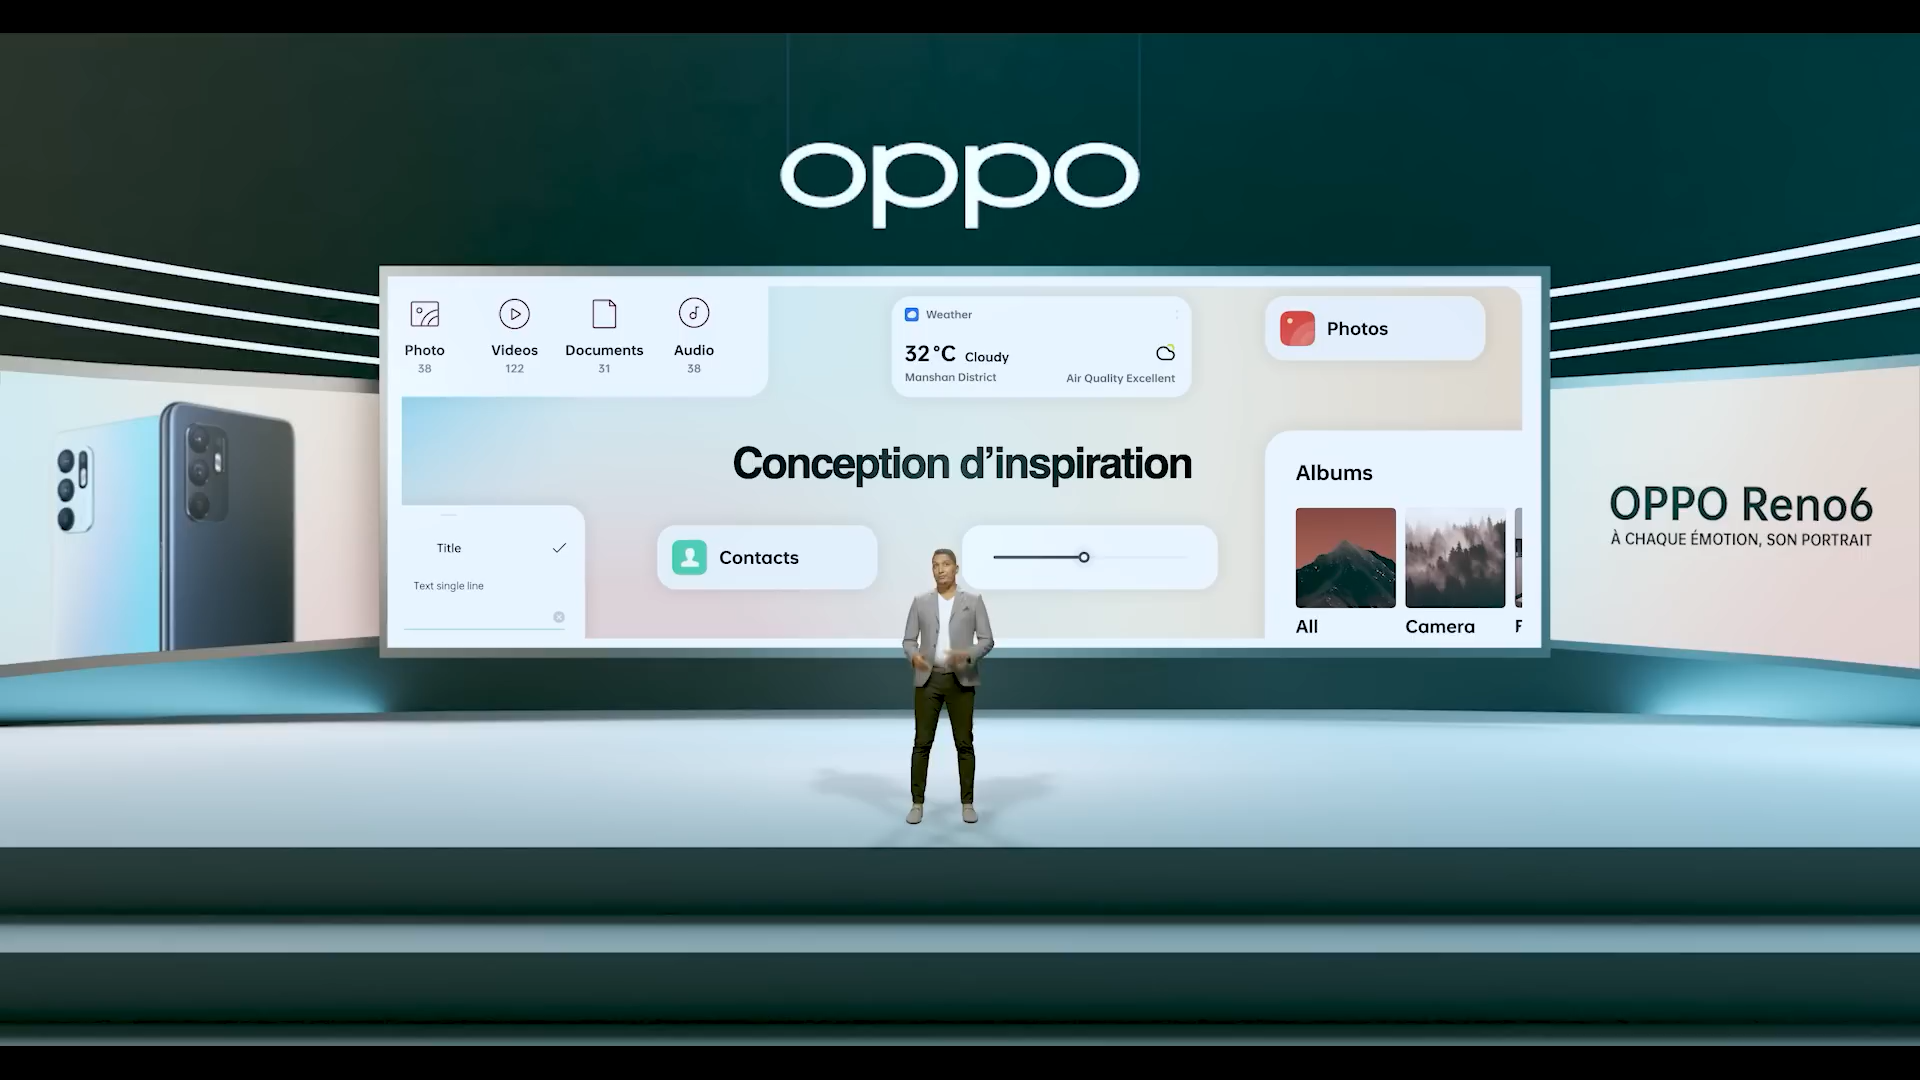 oppo
Photo
38
Videos
122
Documents
31
Audio
38
Weather
32°C Cloudy
Manshan District
Air Quality Excellent
Photos
Conception d’inspiration
Title
Text single line
Contacts
Albums
All
Camera
F
OPPO Reno6
À CHAQUE ÉMOTION, SON PORTRAIT